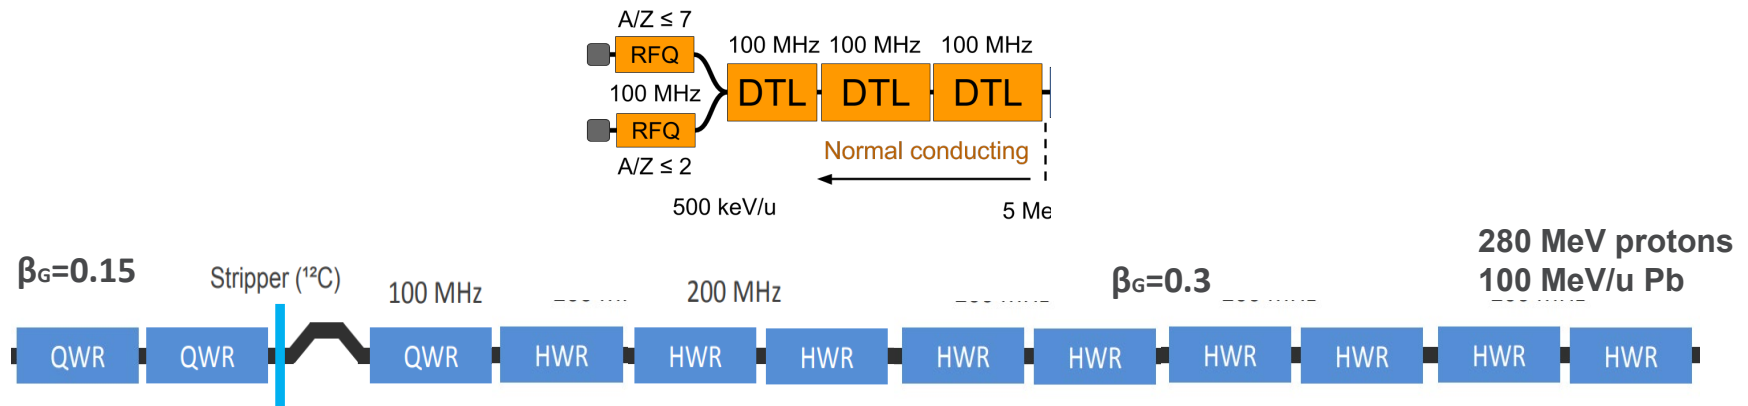 A/Z ≤ 7
RFQ
100 MHz
RFQ
A/Z ≤ 2
100 MHz 100 MHz 100 MHz
DTL DTL DTL
Normal conducting
500 keV/u
5 Me
βG=0.15
Stripper (¹²C)
100 MHz
200 MHz
βG=0.3
280 MeV protons
100 MeV/u Pb
QWR QWR QWR HWR HWR HWR HWR HWR HWR HWR HWR HWR